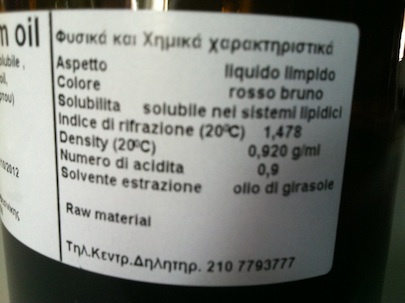 m oil
Φυσικά και Χημικά χαρακτηριστικά
Aspetto liquido limpido
Colore rosso bruno
Solubilita solubile nei sistemi lipidici
Indice di rifrazione (20ºC) 1,478
Density (20ºC) 0,920 g/ml
Numero di acidita 0,9
Solvente estrazione olio di girasole
Raw material
Τηλ.Κεντρ.Δηλητηρ. 210 7793777